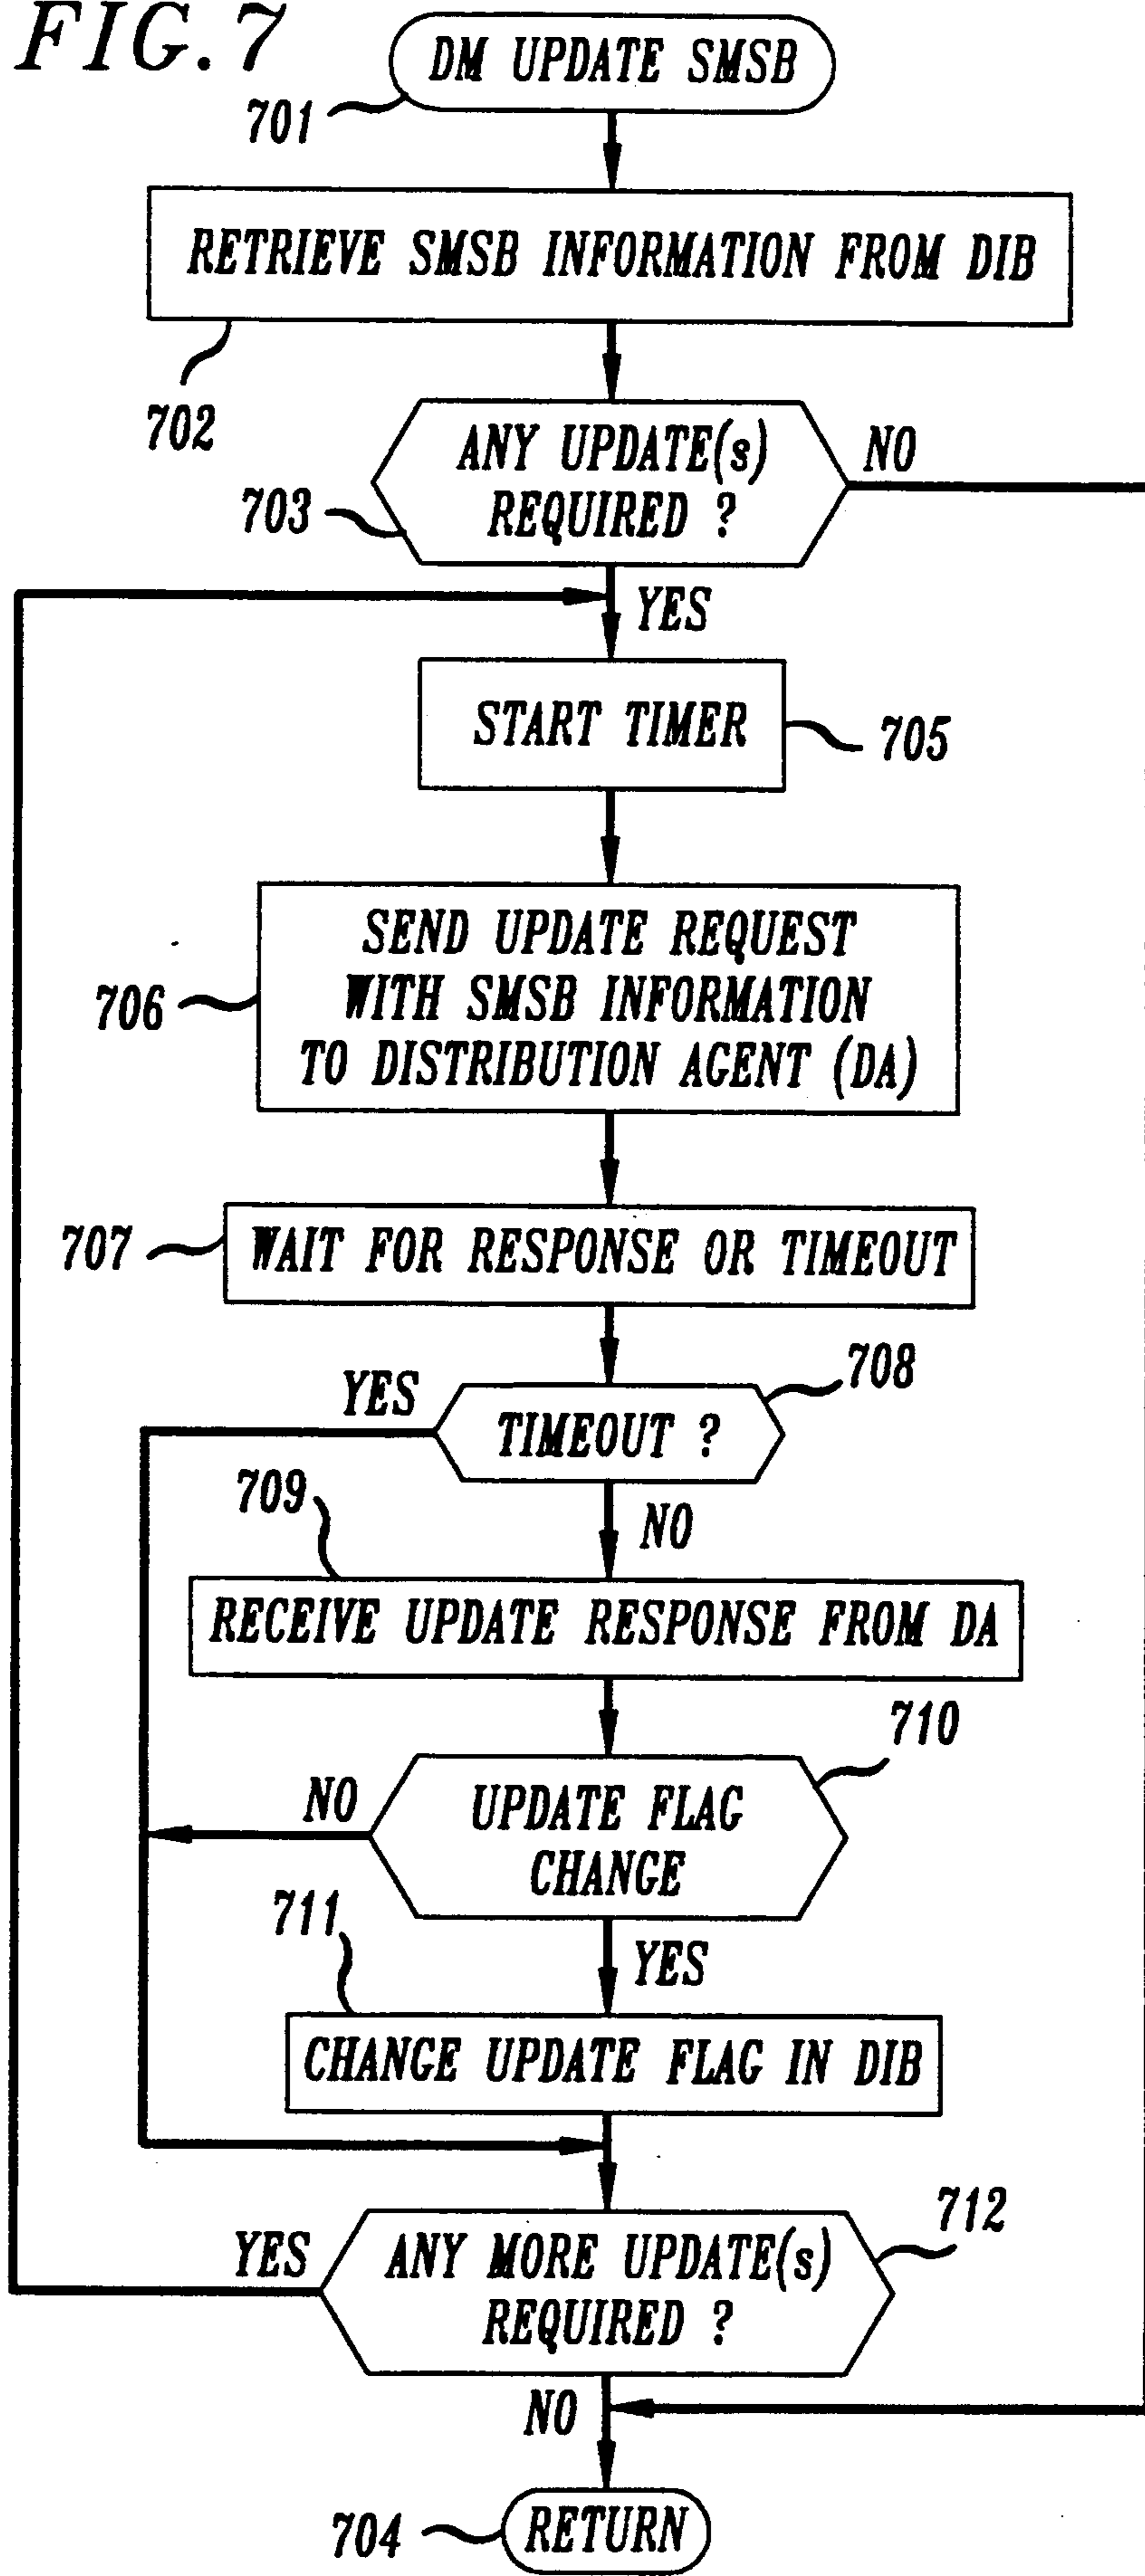 FIG. 7
DM UPDATE SMSB
701
RETRIEVE SMSB INFORMATION FROM DIB
702
ANY UPDATE(s)
REQUIRED ?
NO
703
YES
START TIMER
705
SEND UPDATE REQUEST
WITH SMSB INFORMATION
TO DISTRIBUTION AGENT (DA)
706
WAIT FOR RESPONSE OR TIMEOUT
707
708
YES
TIMEOUT ?
709
NO
RECEIVE UPDATE RESPONSE FROM DA
710
NO
UPDATE FLAG
CHANGE
711
YES
CHANGE UPDATE FLAG IN DIB
712
YES
ANY MORE UPDATE(s)
REQUIRED ?
NO
704
RETURN